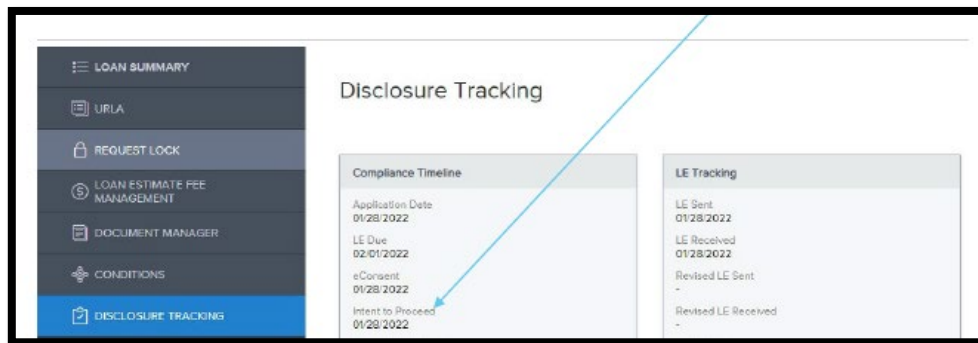 LOAN SUMMARY
URLA
REQUEST LOCK
LOAN ESTIMATE FEE
MANAGEMENT
DOCUMENT MANAGER
CONDITIONS
DISCLOSURE TRACKING
Disclosure Tracking
Compliance Timeline
Application Date
01/28/2022
LE Due
02/01/2022
eConsent
01/28/2022
Intent to Proceed
01/28/2022
LE Tracking
LE Sent
01/28/2022
LE Received
01/28/2022
Revised LE Sent
-
Revised LE Received
-